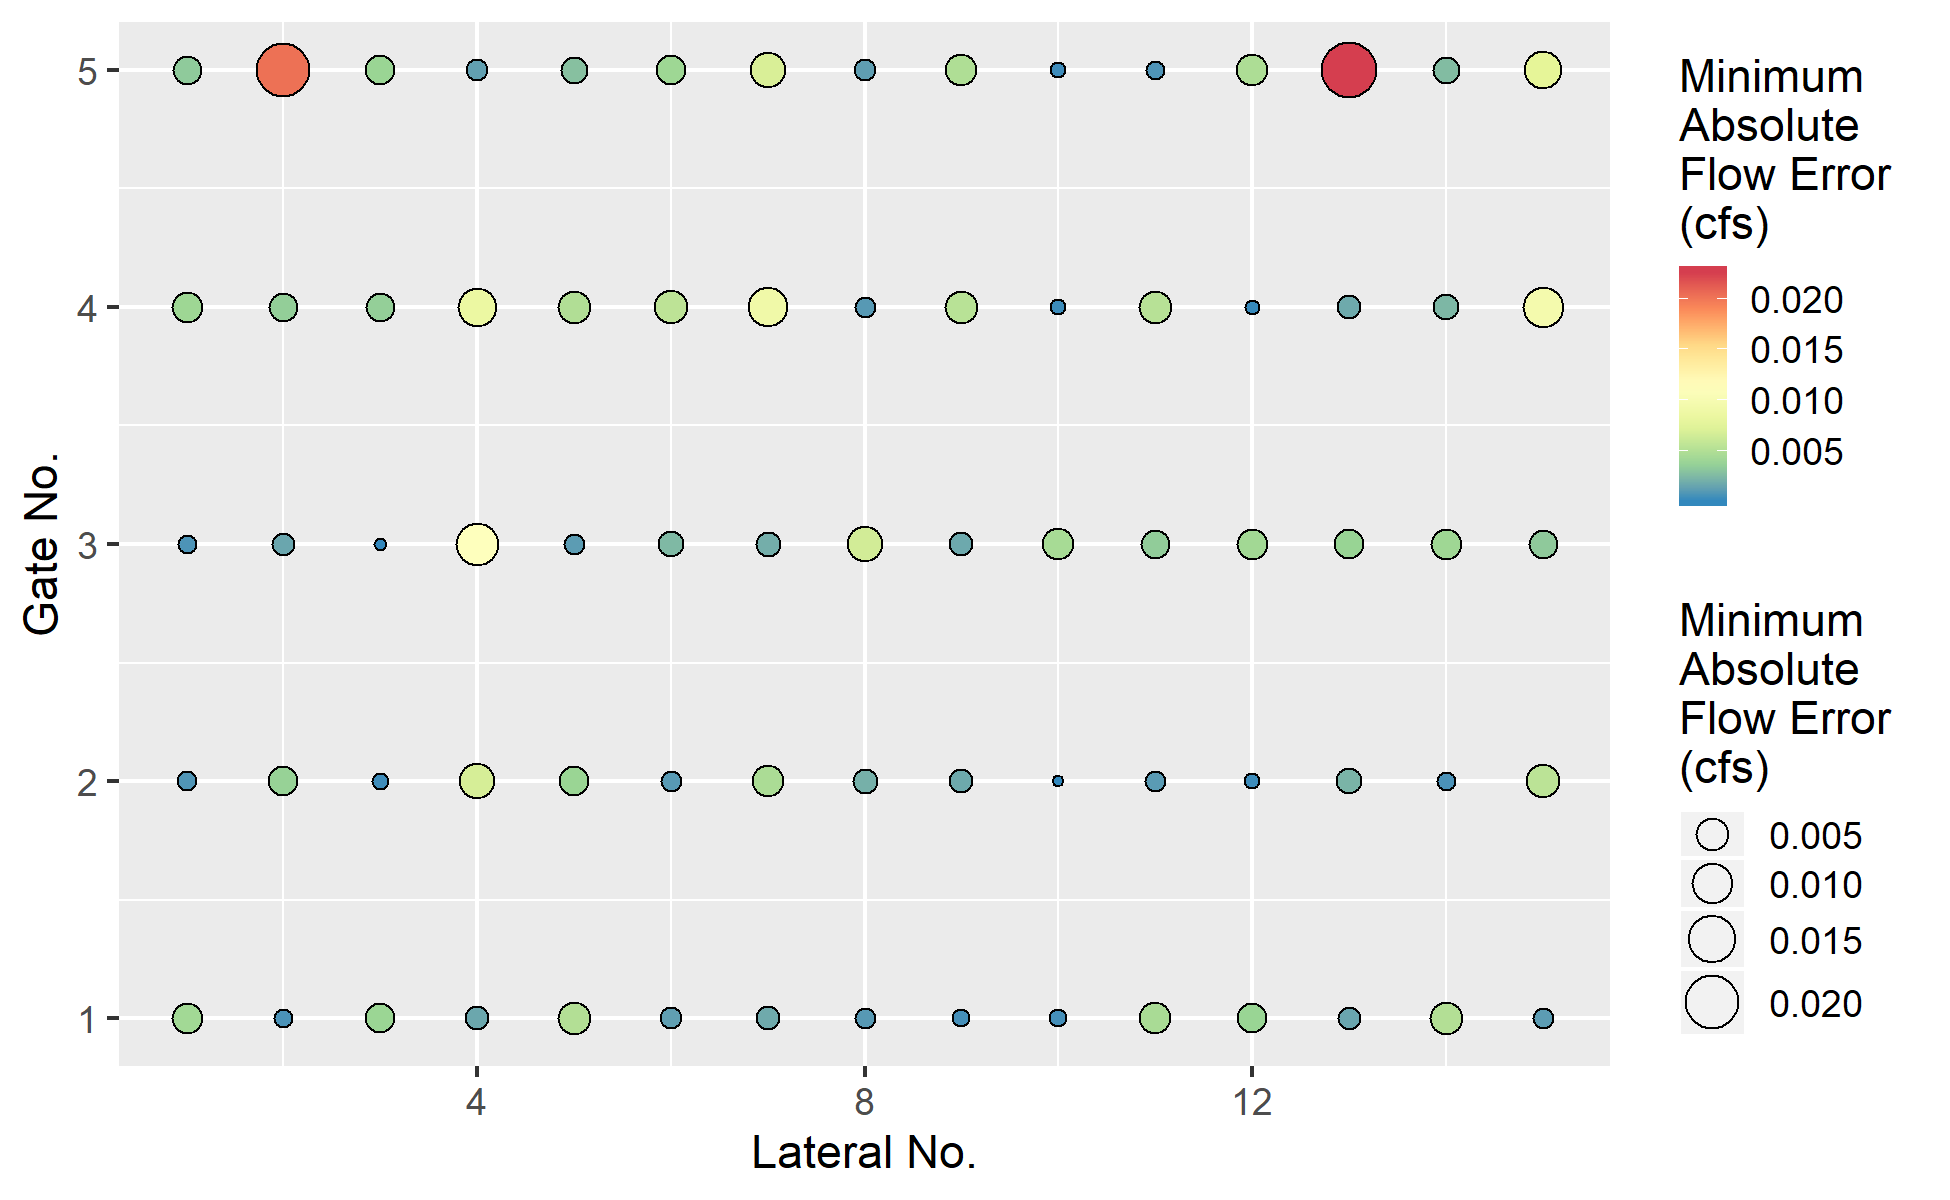 Gate No.
5
4
3
2
1
4
8
12
Lateral No.
Minimum
Absolute
Flow Error
(cfs)
0.020
0.015
0.010
0.005
Minimum
Absolute
Flow Error
(cfs)
0.005
0.010
0.015
0.020